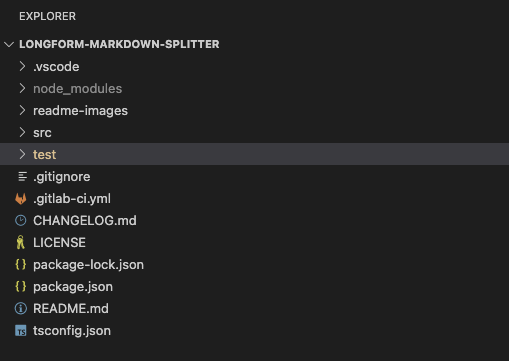 EXPLORER
LONGFORM-MARKDOWN-SPLITTER
.vscode
node_modules
readme-images
src
test
.gitignore
.gitlab-ci.yml
CHANGELOG.md
LICENSE
{} package-lock.json
{} package.json
README.md
TS tsconfig.json